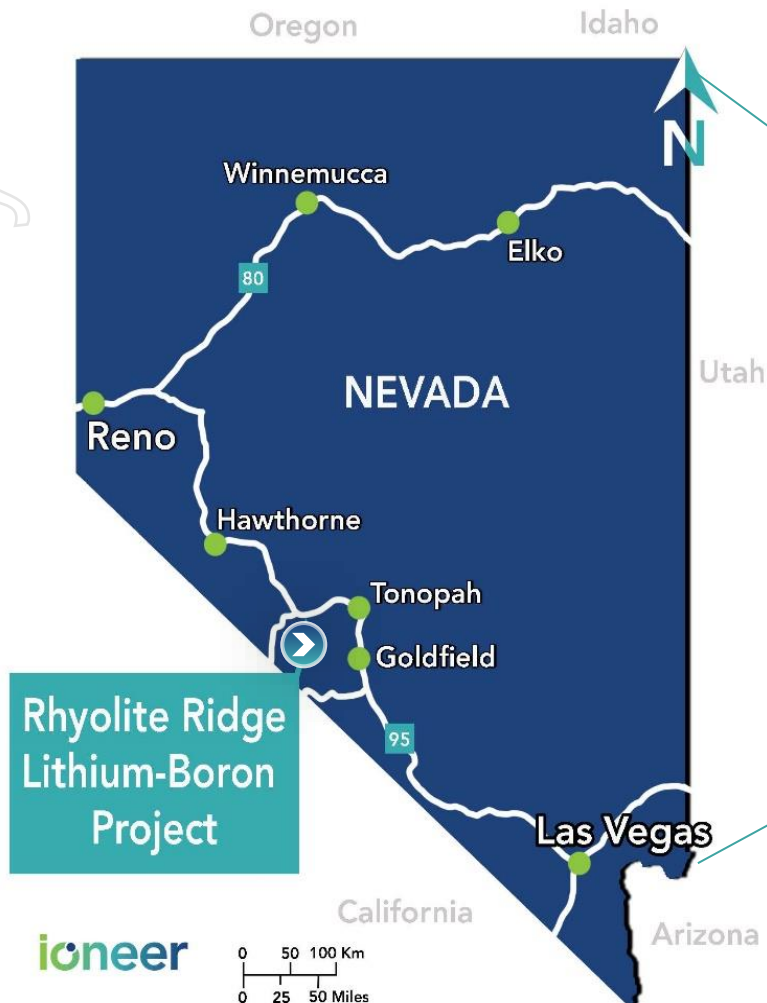 Oregon
Idaho
N
Winnemucca
Elko
80
Utah
NEVADA
Reno
Hawthorne
Tonopah
Goldfield
Rhyolite Ridge
Lithium-Boron
Project
95
Las Vegas
California
Arizona
ioneer
0 50 100 Km
0 25 50 Miles